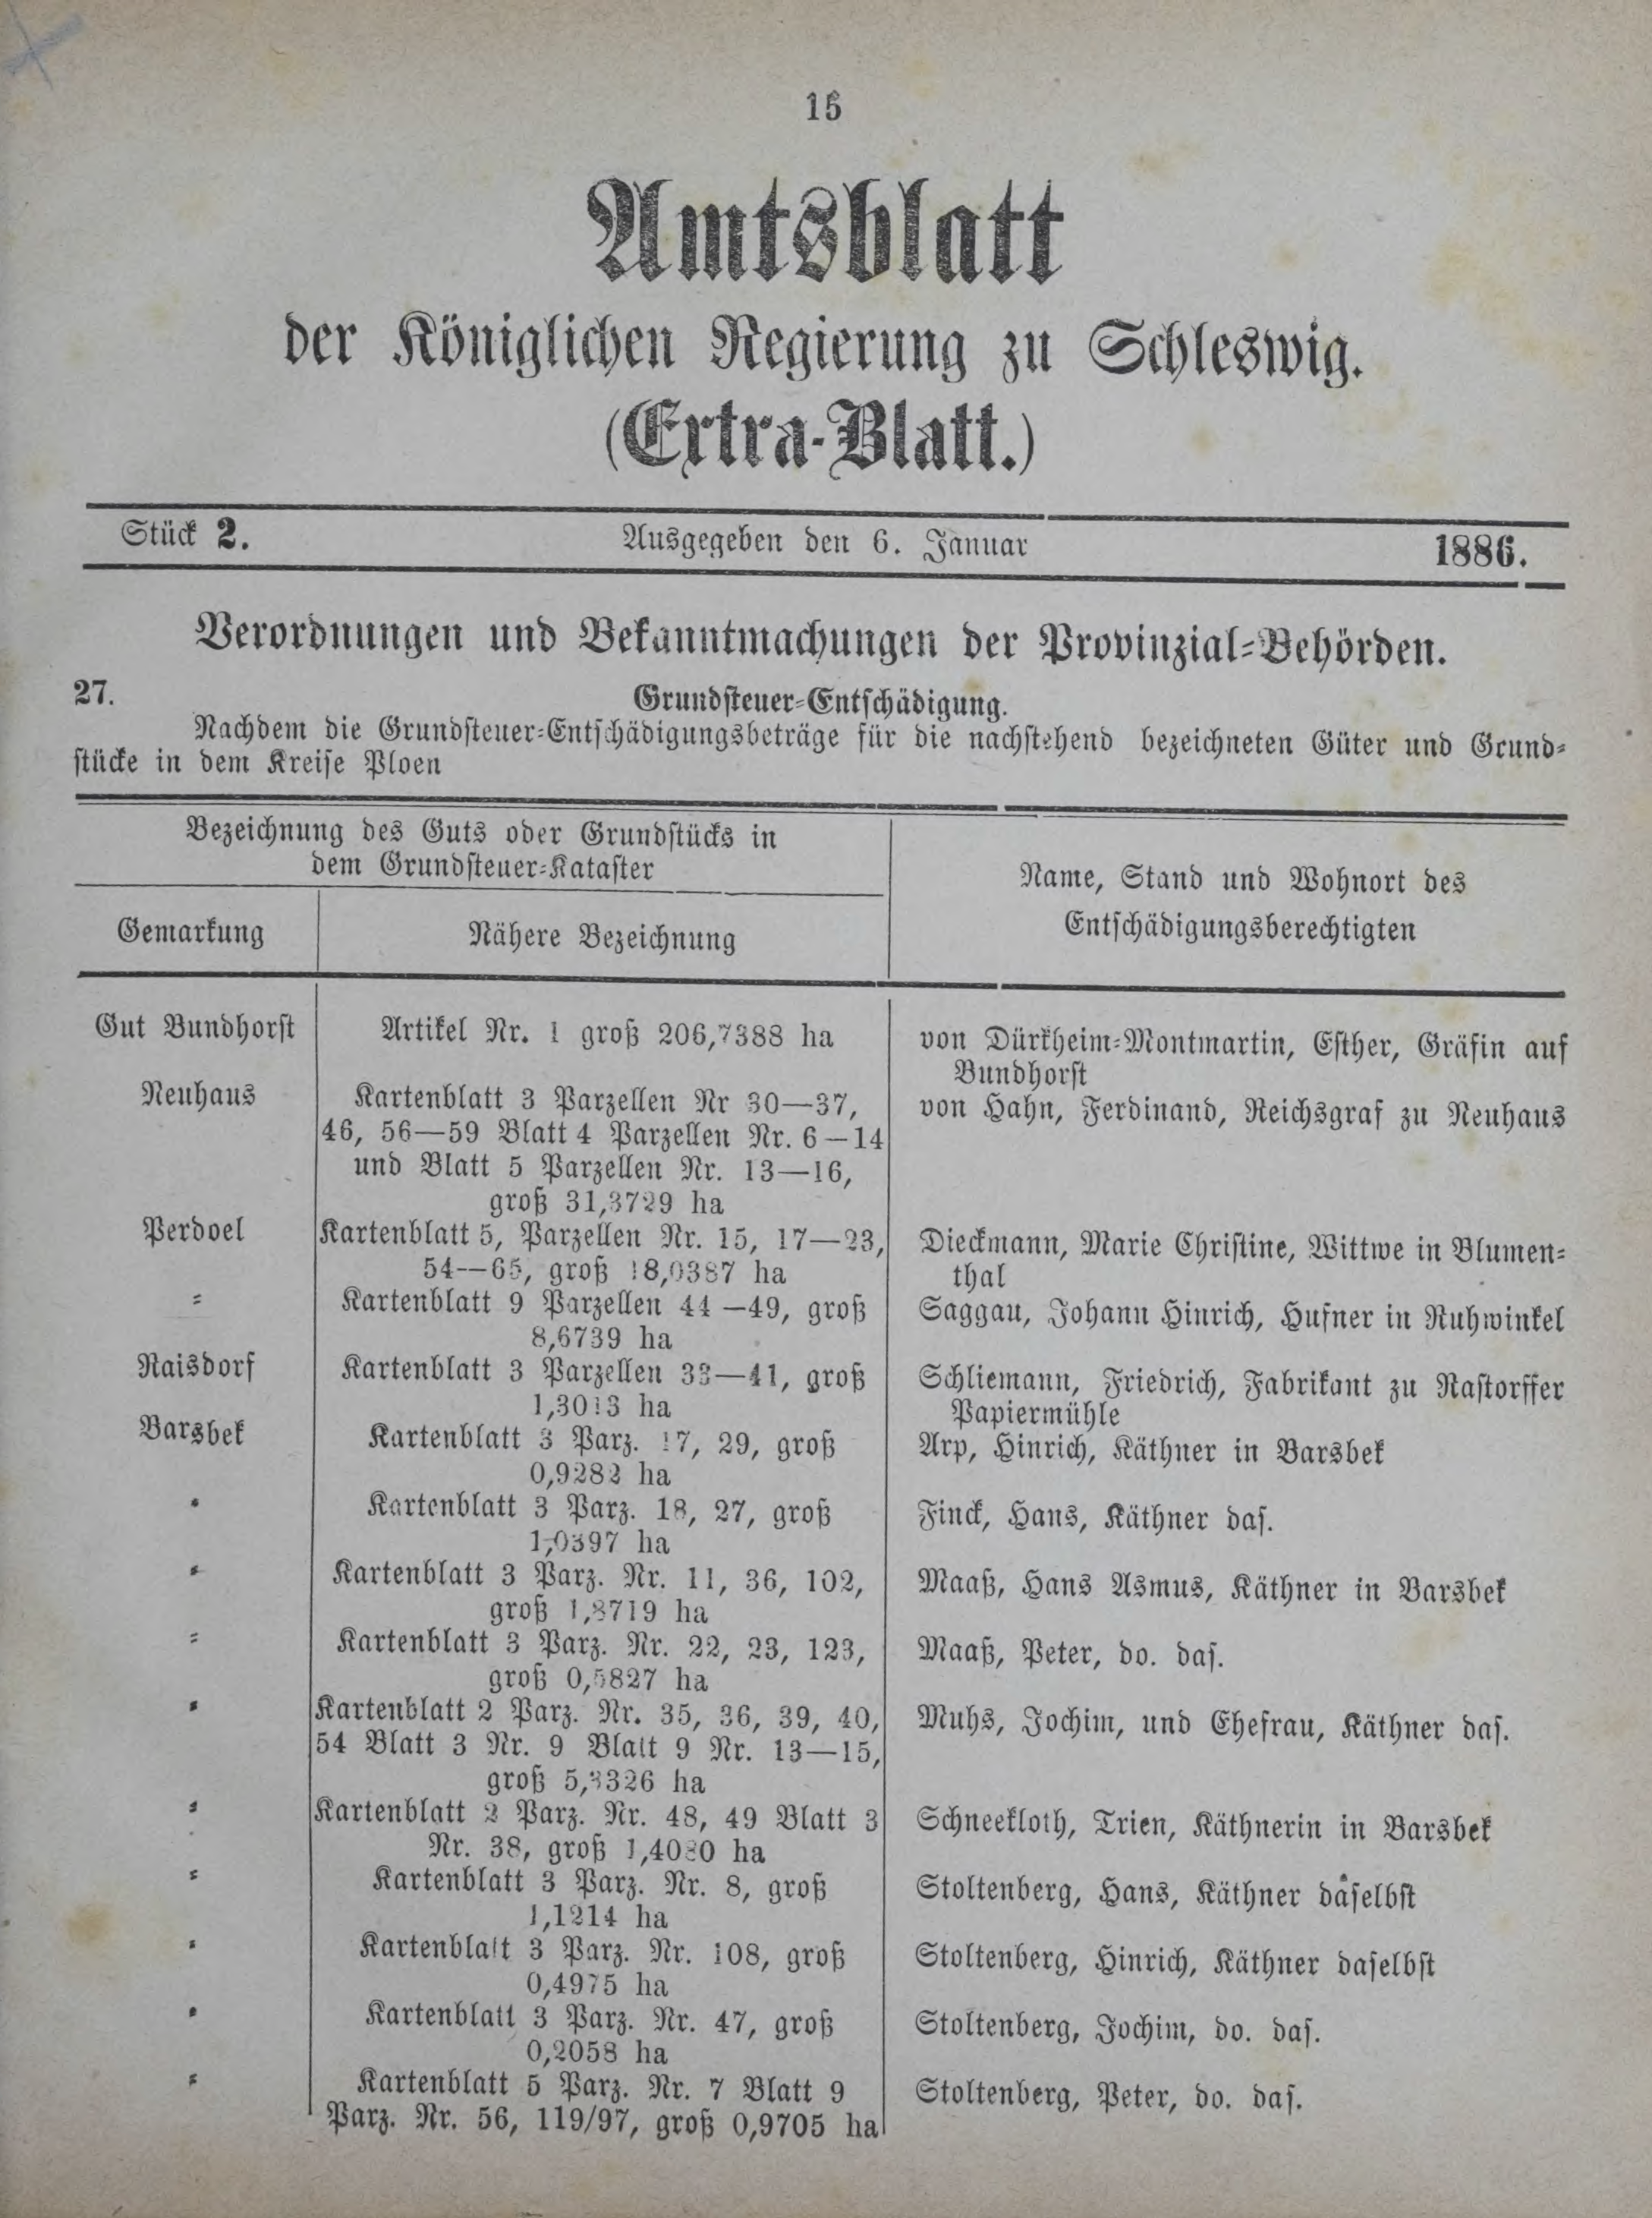 15
Amtsblatt
der Königlichen Regierung zu Schleswig.
(Extra-Blatt.)
Stück 2. Ausgegeben den 6. Januar 1886.
Verordnungen und Bekanntmachungen der Provinzial-Behörden.
27. Grundsteuer-Entschädigung.
Nachdem die Grundsteuer-Entschädigungsbeträge für die nachstehend bezeichneten Güter und Grund-
stücke in dem Kreise Ploen
Bezeichnung des Guts oder Grundstücks in
dem Grundsteuer-Kataster
Name, Stand und Wohnort des
Entschädigungsberechtigten
Gemarkung Nähere Bezeichnung
Gut Bundhorst Artikel Nr. 1 groß 206,7388 ha von Dürkheim-Montmartin, Esther, Gräfin auf
Bundhorst
Neuhaus Kartenblatt 3 Parzellen Nr 30—37, von Hahn, Ferdinand, Reichsgraf zu Neuhaus
46, 56—59 Blatt 4 Parzellen Nr. 6—14
und Blatt 5 Parzellen Nr. 13—16,
groß 31,3729 ha
Perdoel Kartenblatt 5, Parzellen Nr. 15, 17—23, Dieckmann, Marie Christine, Wittwe in Blumen-
54—65, groß 18,0387 ha thal
= Kartenblatt 9 Parzellen 44—49, groß Saggau, Johann Hinrich, Hufner in Ruhwinkel
8,6739 ha
Raisdorf Kartenblatt 3 Parzellen 33—41, groß Schliemann, Friedrich, Fabrikant zu Rastorffer
1,3013 ha Papiermühle
Barsbek Kartenblatt 3 Parz. 17, 29, groß Arp, Hinrich, Käthner in Barsbek
0,9282 ha
= Kartenblatt 3 Parz. 18, 27, groß Finck, Hans, Käthner das.
1,0397 ha
= Kartenblatt 3 Parz. Nr. 11, 36, 102, Maaß, Hans Asmus, Käthner in Barsbek
groß 1,8719 ha
= Kartenblatt 3 Parz. Nr. 22, 23, 123, Maaß, Peter, do. das.
groß 0,5827 ha
= Kartenblatt 2 Parz. Nr. 35, 36, 39, 40, Muhs, Jochim, und Ehefrau, Käthner das.
54 Blatt 3 Nr. 9 Blatt 9 Nr. 13—15,
groß 5,3326 ha
= Kartenblatt 2 Parz. Nr. 48, 49 Blatt 3 Schneekloth, Trien, Käthnerin in Barsbek
Nr. 38, groß ha
= Kartenblatt 3 Parz. Nr. 8, groß Stoltenberg, Hans, Käthner daselbst
1,1214 ha
= Kartenblatt 3 Parz. Nr. 108, groß Stoltenberg, Hinrich, Käthner daselbst
0,4975 ha
= Kartenblatt 3 Parz. Nr. 47, groß Stoltenberg, Jochim, do. das.
0,2058 ha
= Kartenblatt 5 Parz. Nr. 7 Blatt 9 Stoltenberg, Peter, do. das.
Parz. Nr. 56, 119/97, groß 0,9705 ha